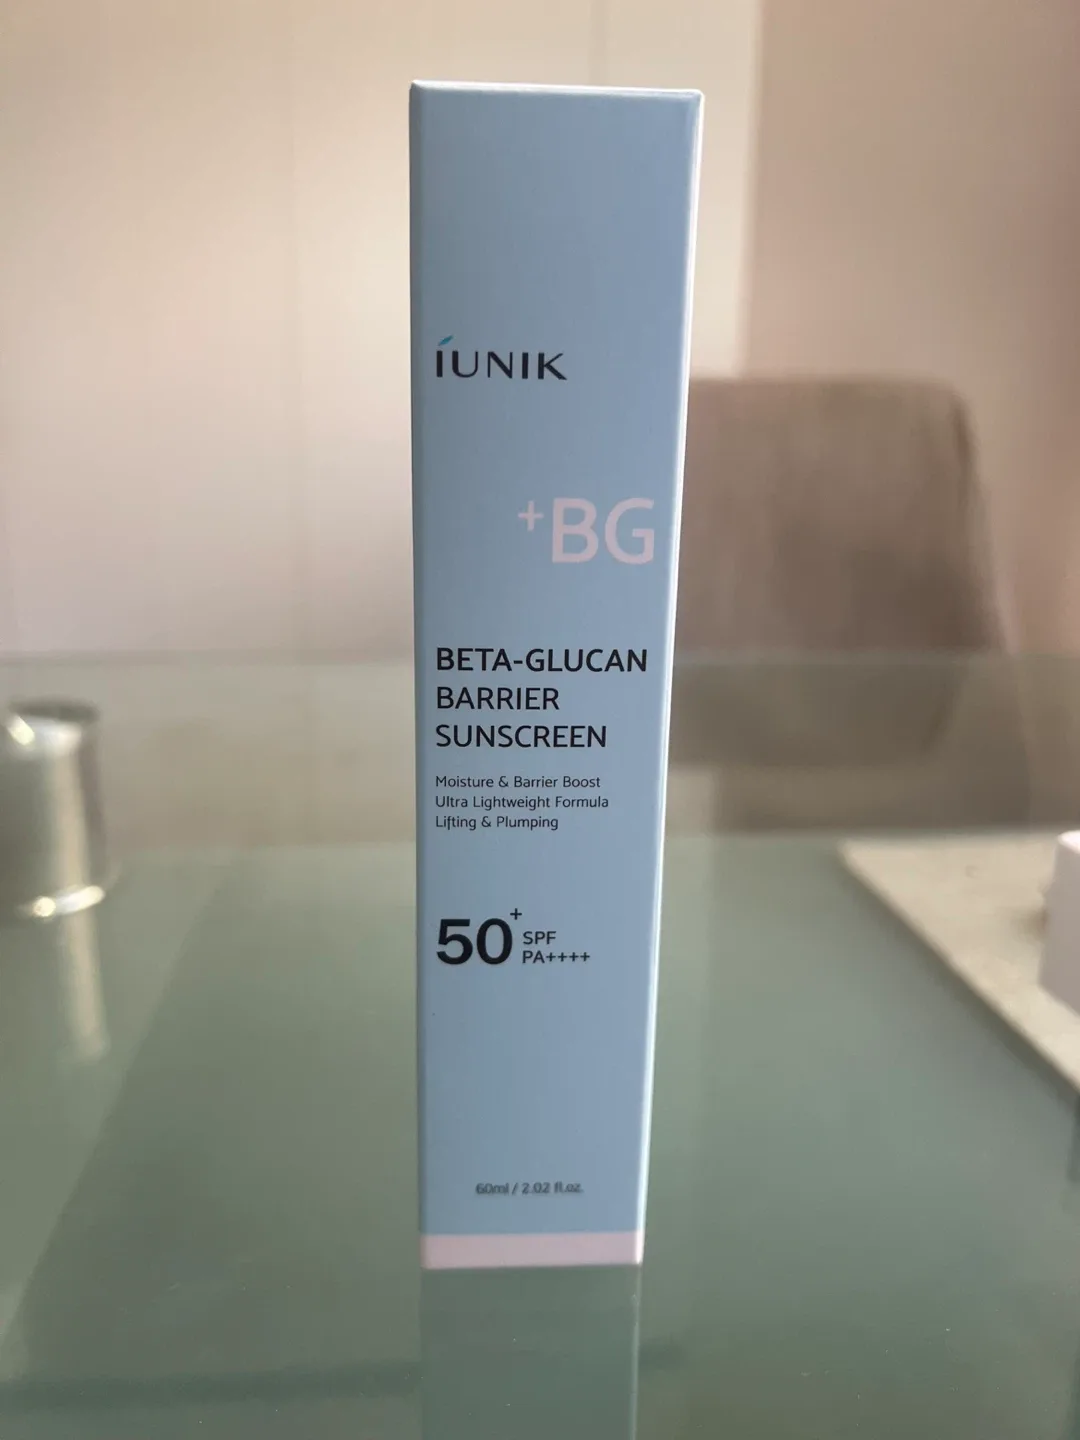 iUNIK
+BG
BETA-GLUCAN
BARRIER
SUNSCREEN
Moisture & Barrier Boost
Ultra Lightweight Formula
Lifting & Plumping
50+ SPF
PA++++
60ml / 2.02 fl.oz.